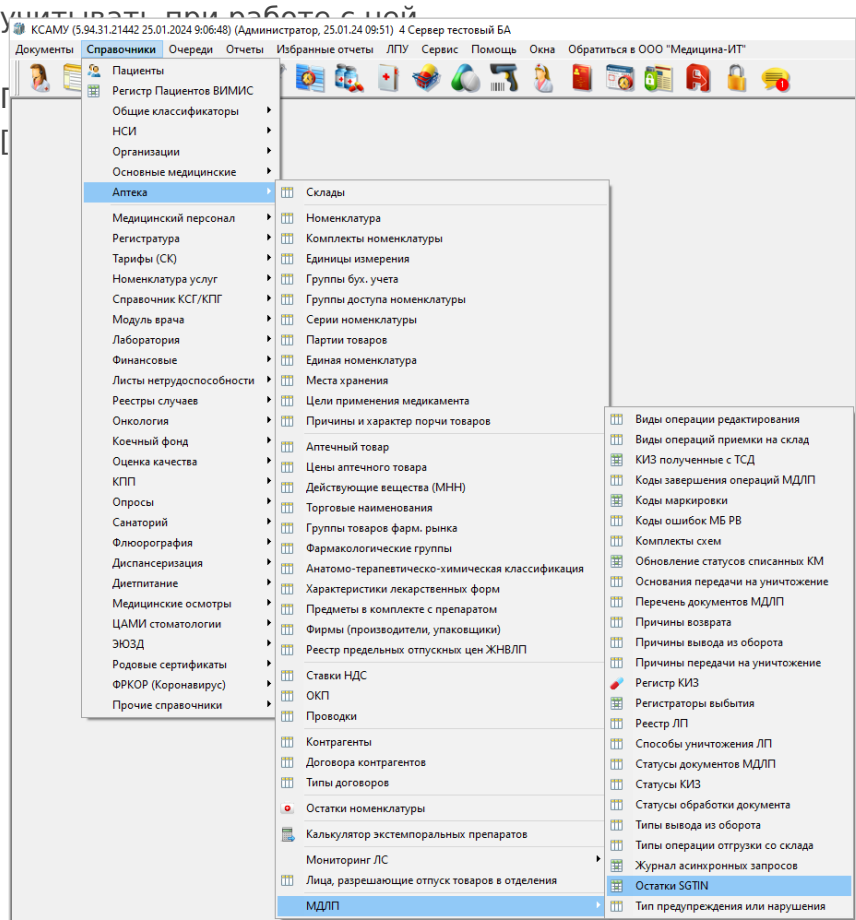 учитывать при работе с ней
КСАМУ (5.94.31.21442 25.01.2024 9:06:48) (Администратор, 25.01.24 09:51) 4 Сервер тестовый БА
Документы Справочники Очереди Отчеты Избранные отчеты ЛПУ Сервис Помощь Окна Обратиться в ООО "Медицина-ИТ"
Пациенты
Регистр Пациентов ВИМИС
Общие классификаторы
НСИ
Организации
Основные медицинские
Аптека
Медицинский персонал
Регистратура
Тарифы (СК)
Номенклатура услуг
Справочник КСГ/КПГ
Модуль врача
Лаборатория
Финансовые
Листы нетрудоспособности
Реестры случаев
Онкология
Коечный фонд
Оценка качества
КПП
Опросы
Санаторий
Флюорография
Диспансеризация
Диетпитание
Медицинские осмотры
ЦАМИ стоматологии
ЭЮЗД
Родовые сертификаты
ФРКОР (Коронавирус)
Прочие справочники
Склады
Номенклатура
Комплекты номенклатуры
Единицы измерения
Группы бух. учета
Группы доступа номенклатуры
Серии номенклатуры
Партии товаров
Единая номенклатура
Места хранения
Цели применения медикамента
Причины и характер порчи товаров
Аптечный товар
Цены аптечного товара
Действующие вещества (МНН)
Торговые наименования
Группы товаров фарм. рынка
Фармакологические группы
Анатомо-терапевтическо-химическая классификация
Характеристики лекарственных форм
Предметы в комплекте с препаратом
Фирмы (производители, упаковщики)
Реестр предельных отпускных цен ЖНВЛП
Ставки НДС
ОКП
Проводки
Контрагенты
Договора контрагентов
Типы договоров
Остатки номенклатуры
Калькулятор экстемпоральных препаратов
Мониторинг ЛС
Лица, разрешающие отпуск товаров в отделения
МДЛП
Виды операции редактирования
Виды операций приемки на склад
КИЗ полученные с ТСД
Коды завершения операций МДЛП
Коды маркировки
Коды ошибок МБ РВ
Комплекты схем
Обновление статусов списанных КМ
Основания передачи на уничтожение
Перечень документов МДЛП
Причины возврата
Причины вывода из оборота
Причины передачи на уничтожение
Регистр КИЗ
Регистраторы выбытия
Реестр ЛП
Способы уничтожения ЛП
Статусы документов МДЛП
Статусы КИЗ
Статусы обработки документа
Типы вывода из оборота
Типы операции отгрузки со склада
Журнал асинхронных запросов
Остатки SGTIN
Тип предупреждения или нарушения